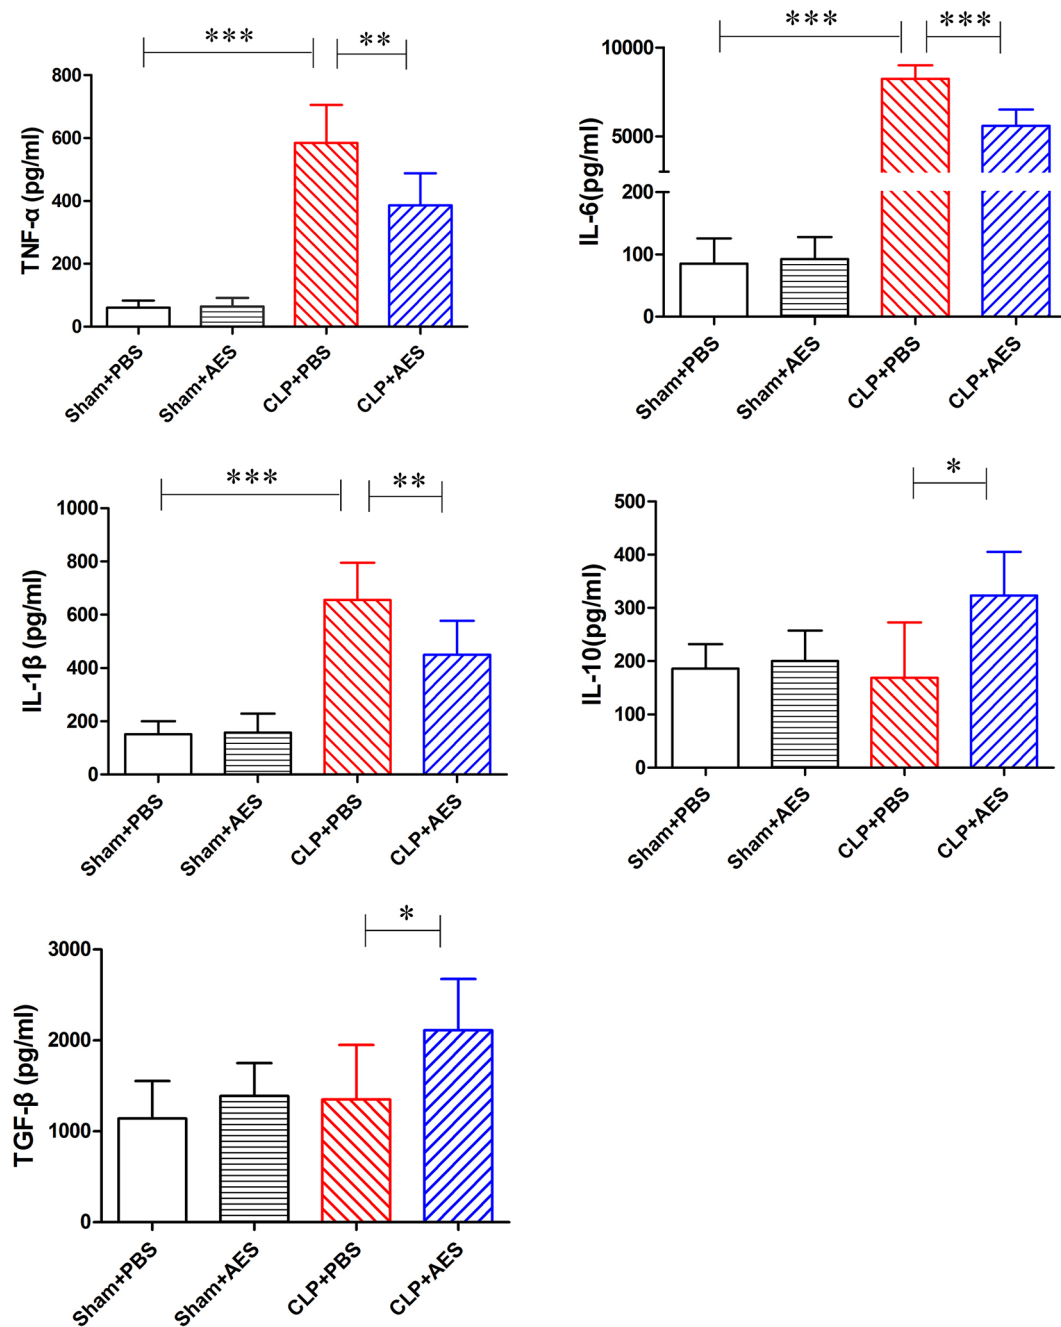 *** **
TNF-α (pg/ml)
800
600
400
200
0
Sham+PBS
Sham+AES
CLP+PBS
CLP+AES
*** ***
IL-6(pg/ml)
10000
5000
200
100
0
Sham+PBS
Sham+AES
CLP+PBS
CLP+AES
*** **
IL-1β (pg/ml)
1000
800
600
400
200
0
Sham+PBS
Sham+AES
CLP+PBS
CLP+AES
*
IL-10(pg/ml)
500
400
300
200
100
0
Sham+PBS
Sham+AES
CLP+PBS
CLP+AES
*
TGF-β (pg/ml)
3000
2000
1000
0
Sham+PBS
Sham+AES
CLP+PBS
CLP+AES